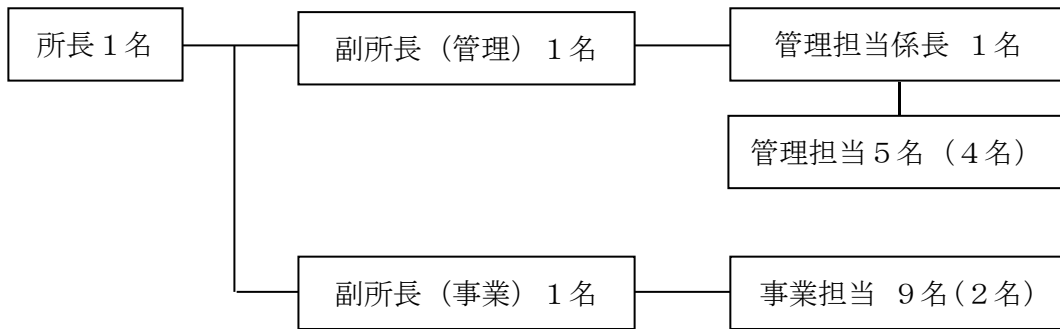 所長１名
副所長（管理）１名
管理担当係長 １名
管理担当５名（４名）
副所長（事業）１名
事業担当 ９名(２名)